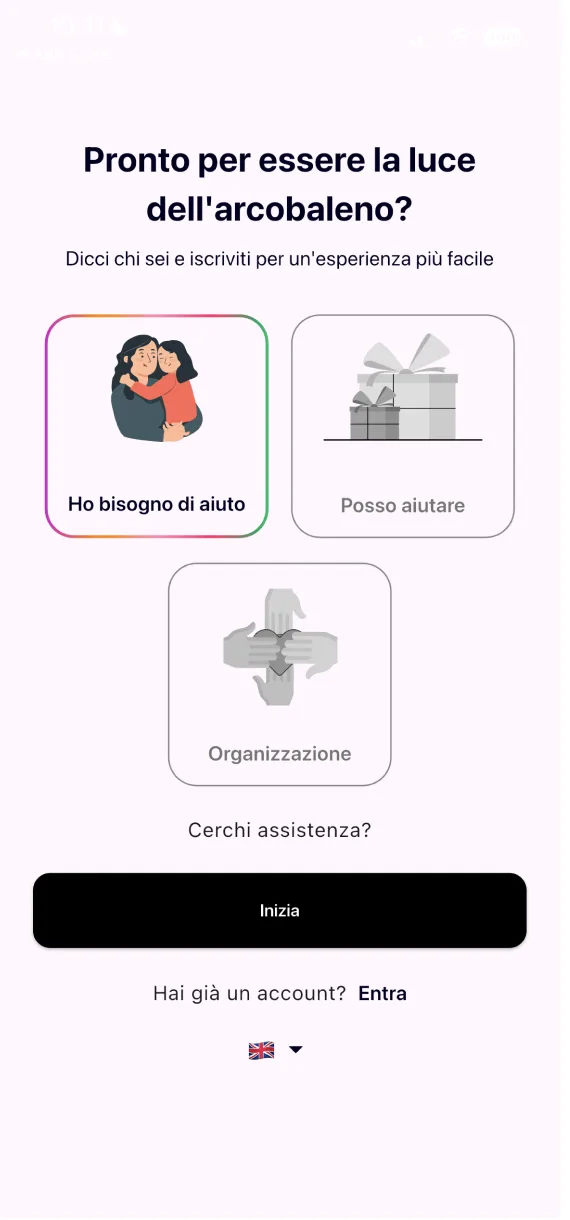 Pronto per essere la luce
dell'arcobaleno?
Dicci chi sei e iscriviti per un'esperienza più facile
Ho bisogno di aiuto
Posso aiutare
Organizzazione
Cerchi assistenza?
Inizia
Hai già un account? Entra